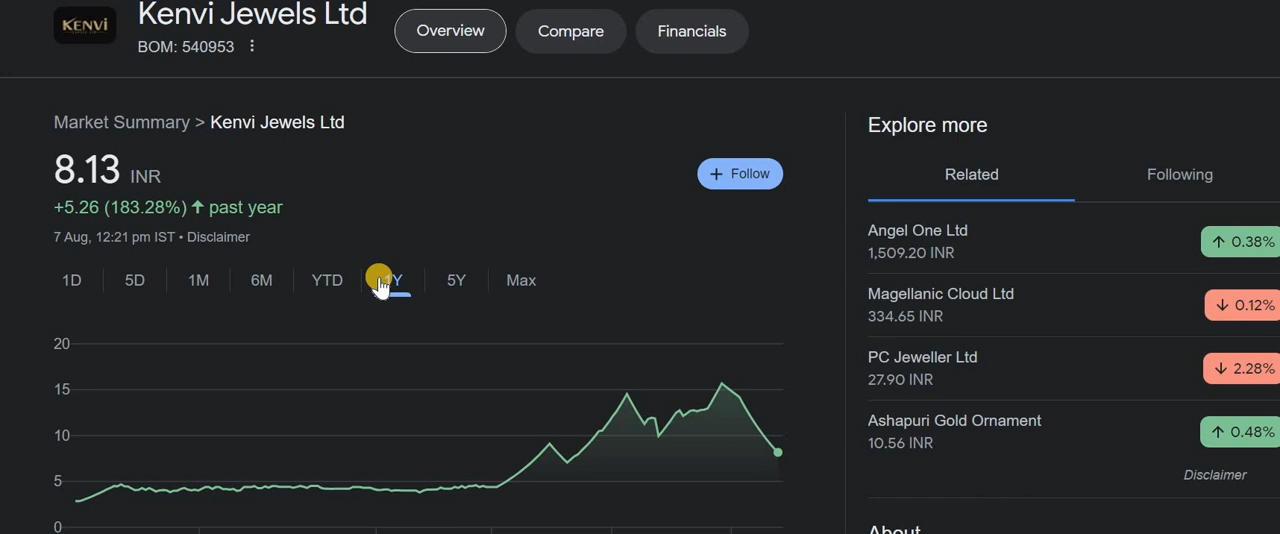 KENVi
Kenvi Jewels Ltd
BOM: 540953
Overview
Compare
Financials
Market Summary > Kenvi Jewels Ltd
8.13 INR
+5.26 (183.28%) ↑ past year
7 Aug, 12:21 pm IST • Disclaimer
+ Follow
1D 5D 1M 6M YTD 1Y 5Y Max
20
15
10
5
0
Explore more
Related
Following
Angel One Ltd
1,509.20 INR
↑ 0.38%
Magellanic Cloud Ltd
334.65 INR
↓ 0.12%
PC Jeweller Ltd
27.90 INR
↓ 2.28%
Ashapuri Gold Ornament
10.56 INR
↑ 0.48%
Disclaimer
About